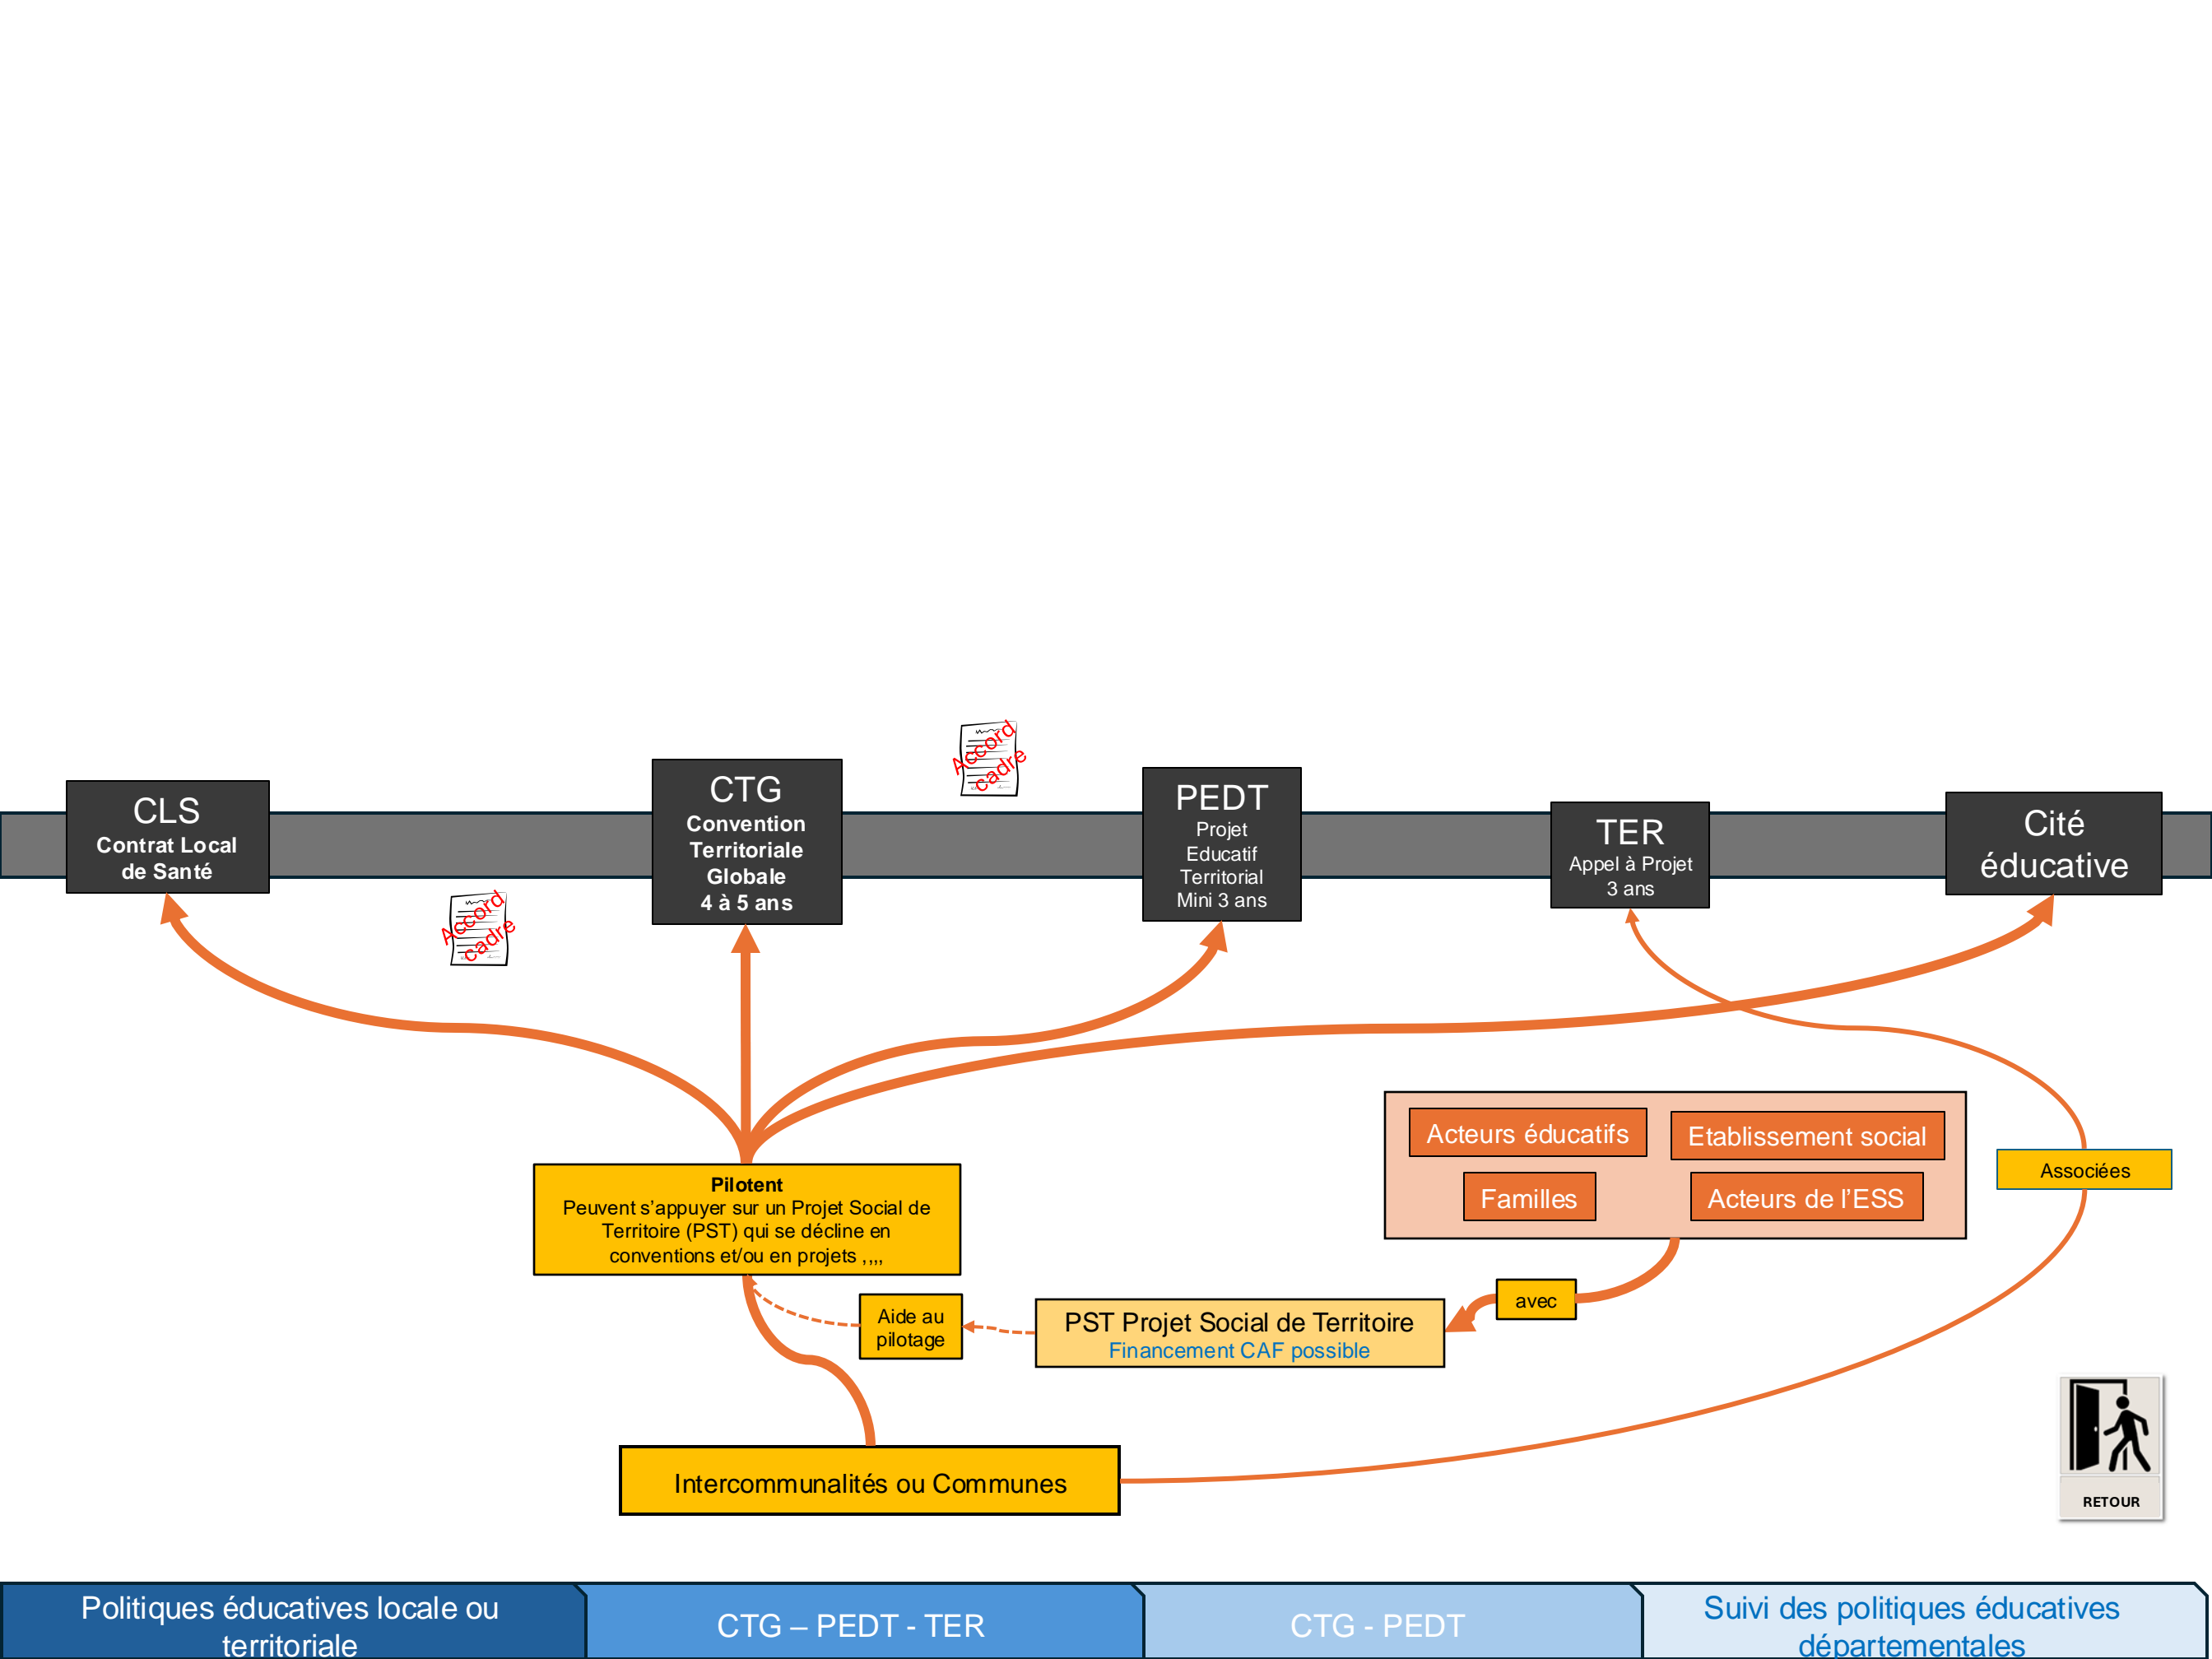 Accord
cadre
CLS
Contrat Local
de Santé
CTG
Convention
Territoriale
Globale
4 à 5 ans
PEDT
Projet
Educatif
Territorial
Mini 3 ans
TER
Appel à Projet
3 ans
Cité
éducative
Accord
cadre
Acteurs éducatifs
Etablissement social
Familles
Acteurs de l’ESS
Associées
Pilotent
Peuvent s’appuyer sur un Projet Social de
Territoire (PST) qui se décline en
conventions et/ou en projets ,,,,
avec
Aide au
pilotage
PST Projet Social de Territoire
Financement CAF possible
Intercommunalités ou Communes
RETOUR
Politiques éducatives locale ou
territoriale
CTG – PEDT - TER
CTG - PEDT
Suivi des politiques éducatives
départementales